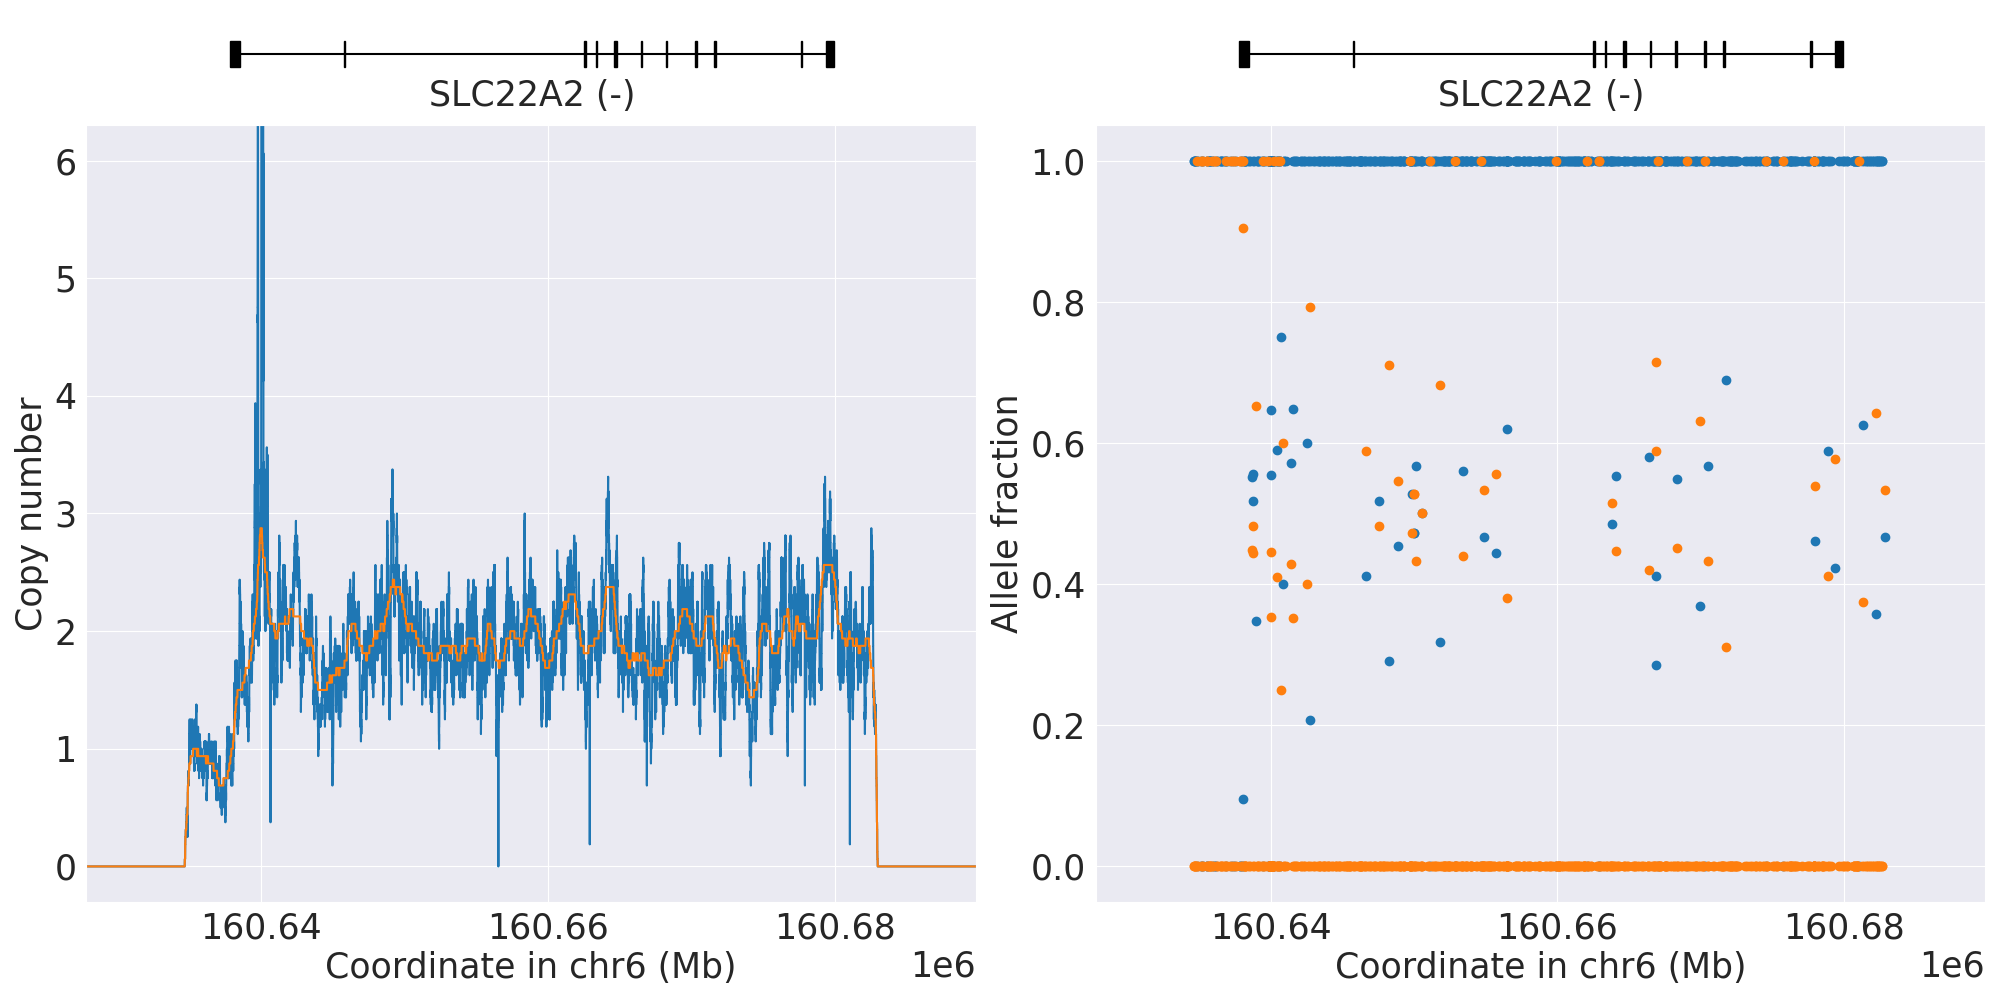 SLC22A2 (-)
Copy number
6
5
4
3
2
1
0
160.64
160.66
160.68
Coordinate in chr6 (Mb)
1e6
SLC22A2 (-)
Allele fraction
1.0
0.8
0.6
0.4
0.2
0.0
160.64
160.66
160.68
Coordinate in chr6 (Mb)
1e6